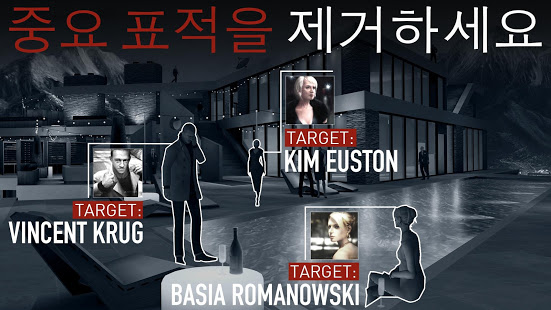 중요 표적을 제거하세요
TARGET:
KIM EUSTON
TARGET:
VINCENT KRUG
TARGET:
BASIA ROMANOWSKI